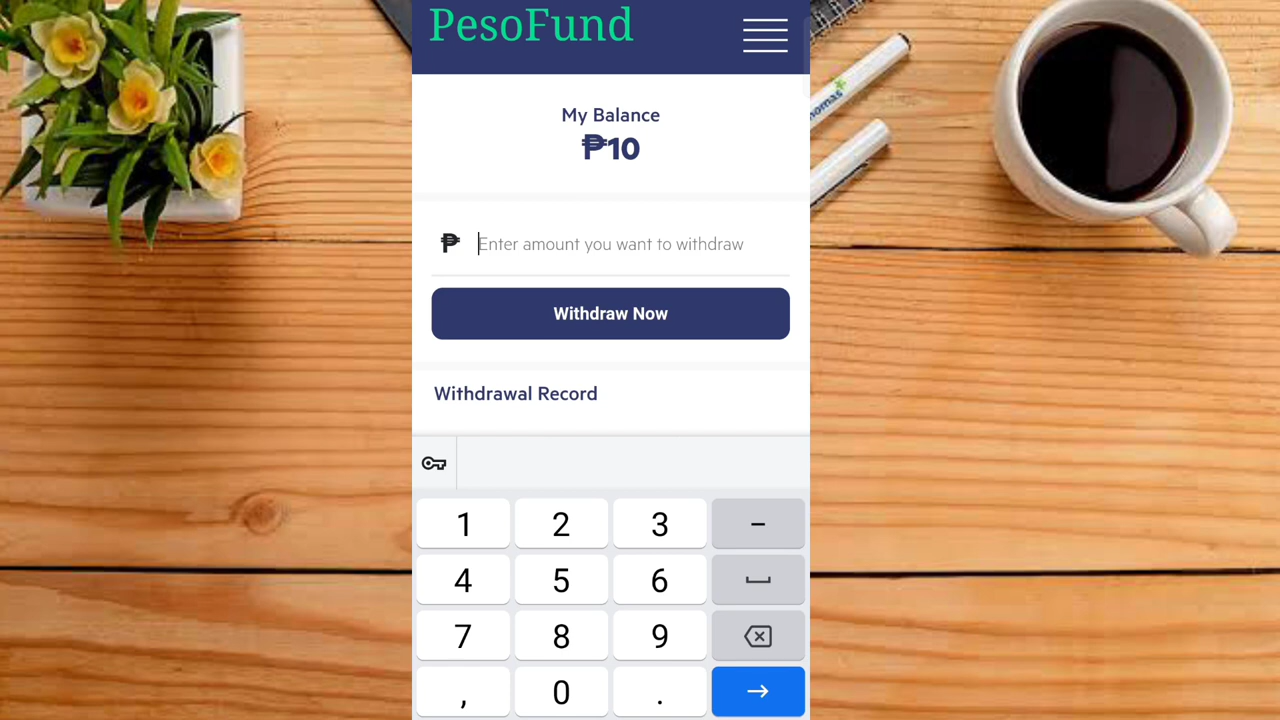 PesoFund
My Balance
₱10
₱ Enter amount you want to withdraw
Withdraw Now
Withdrawal Record
1 2 3 -
4 5 6
7 8 9
, 0 .